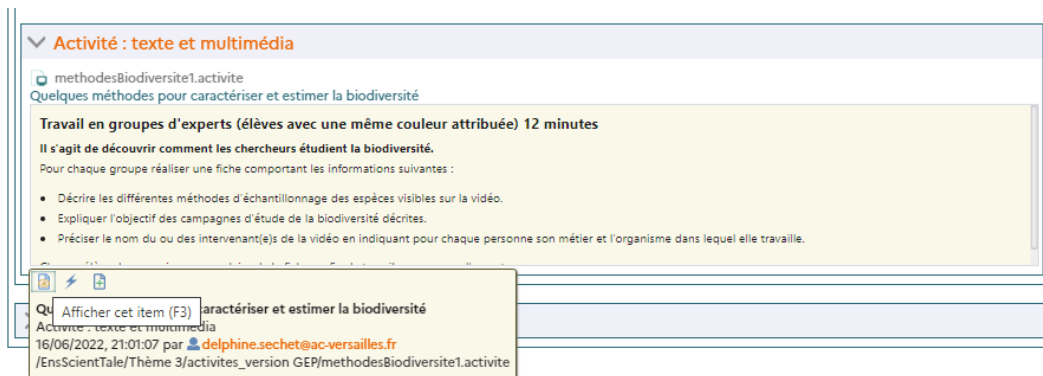 Activité : texte et multimédia
methodesBiodiversite1.activite
Quelques méthodes pour caractériser et estimer la biodiversité
Travail en groupes d'experts (élèves avec une même couleur attribuée) 12 minutes
Il s'agit de découvrir comment les chercheurs étudient la biodiversité.
Pour chaque groupe réaliser une fiche comportant les informations suivantes :
• Décrire les différentes méthodes d'échantillonnage des espèces visibles sur la vidéo.
• Expliquer l'objectif des campagnes d'étude de la biodiversité décrites.
• Préciser le nom du ou des intervenant(e)s de la vidéo en indiquant pour chaque personne son métier et l'organisme dans lequel elle travaille.
Afficher cet item (F3)
caractériser et estimer la biodiversité
Activité : texte et multimédia
16/06/2022, 21:01:07 par delphine.sechet@ac-versailles.fr
/EnsScientTale/Thème 3/activites_version GEP/methodesBiodiversite1.activite